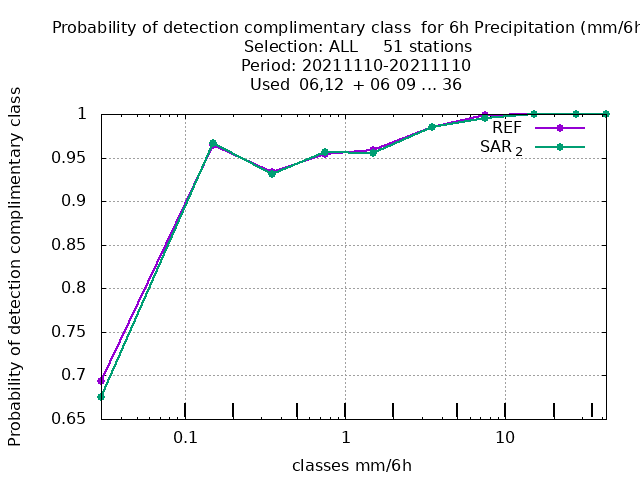 Probability of detection complimentary class  for 6h Precipitation (mm/6h
Selection: ALL     51 stations
Period: 20211110-20211110
Used  06,12  + 06 09 ... 36
Probability of detection complimentary class
1
0.95
0.9
0.85
0.8
0.75
0.7
0.65
REF
SAR 2
0.1
1
10
classes mm/6h